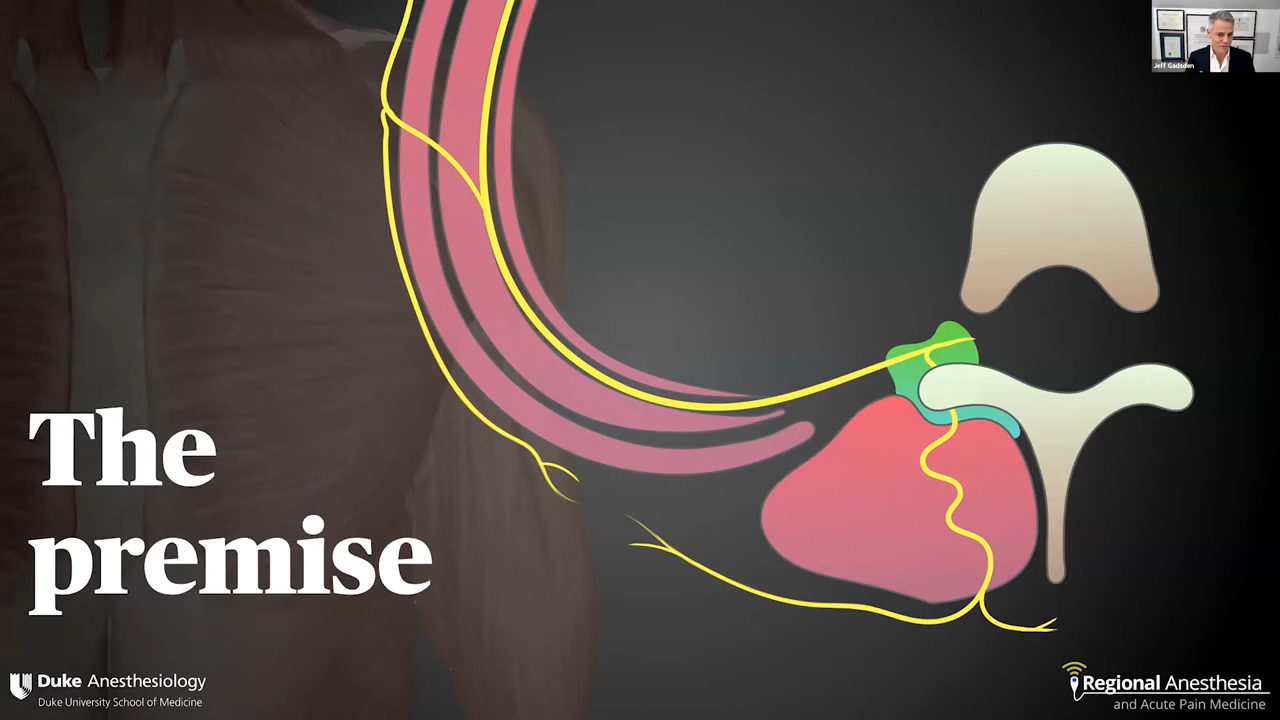 Jeff Gadsden
The
premise
Duke Anesthesiology
Duke University School of Medicine
Regional Anesthesia
and Acute Pain Medicine